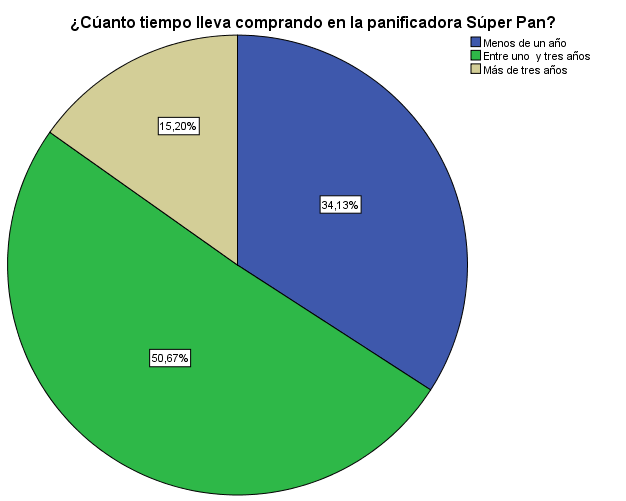 ¿Cúanto tiempo lleva comprando en la panificadora Súper Pan?
Menos de un año
Entre uno  y tres años
Más de tres años
15,20%
34,13%
50,67%